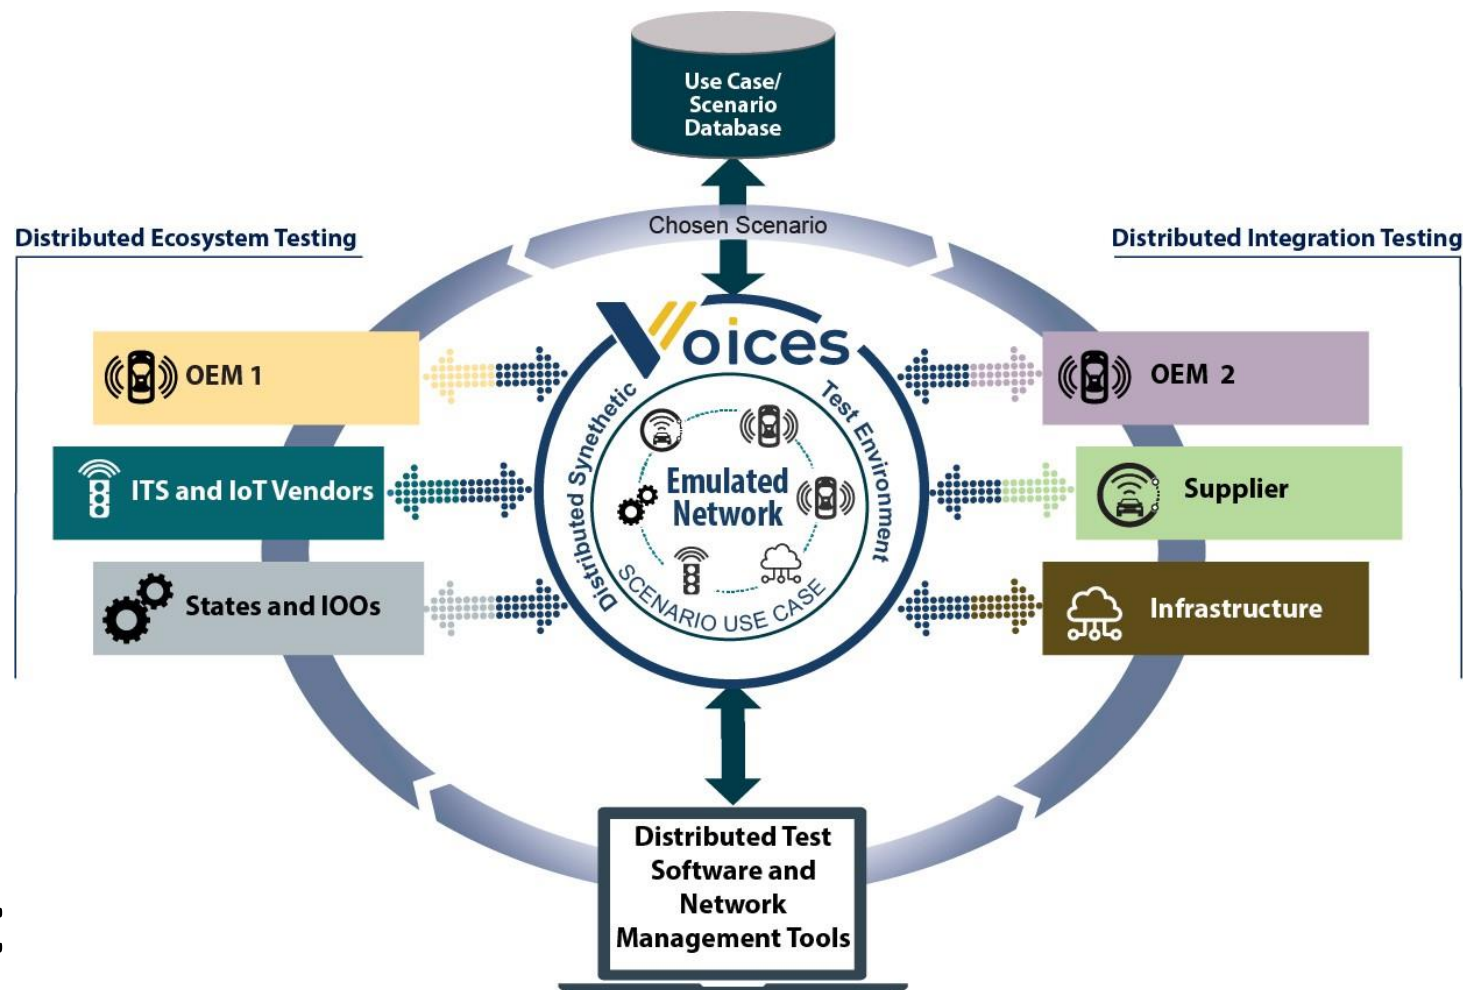 Use Case/
Scenario
Database
Chosen Scenario
Distributed Ecosystem Testing
Distributed Integration Testing
Voices
OEM 1
OEM 2
Distributed Synethetic
Test Environment
ITS and IoT Vendors
Emulated
Network
Supplier
States and IOOs
SCENARIO USE CASE
Infrastructure
Distributed Test
Software and
Network
Management Tools